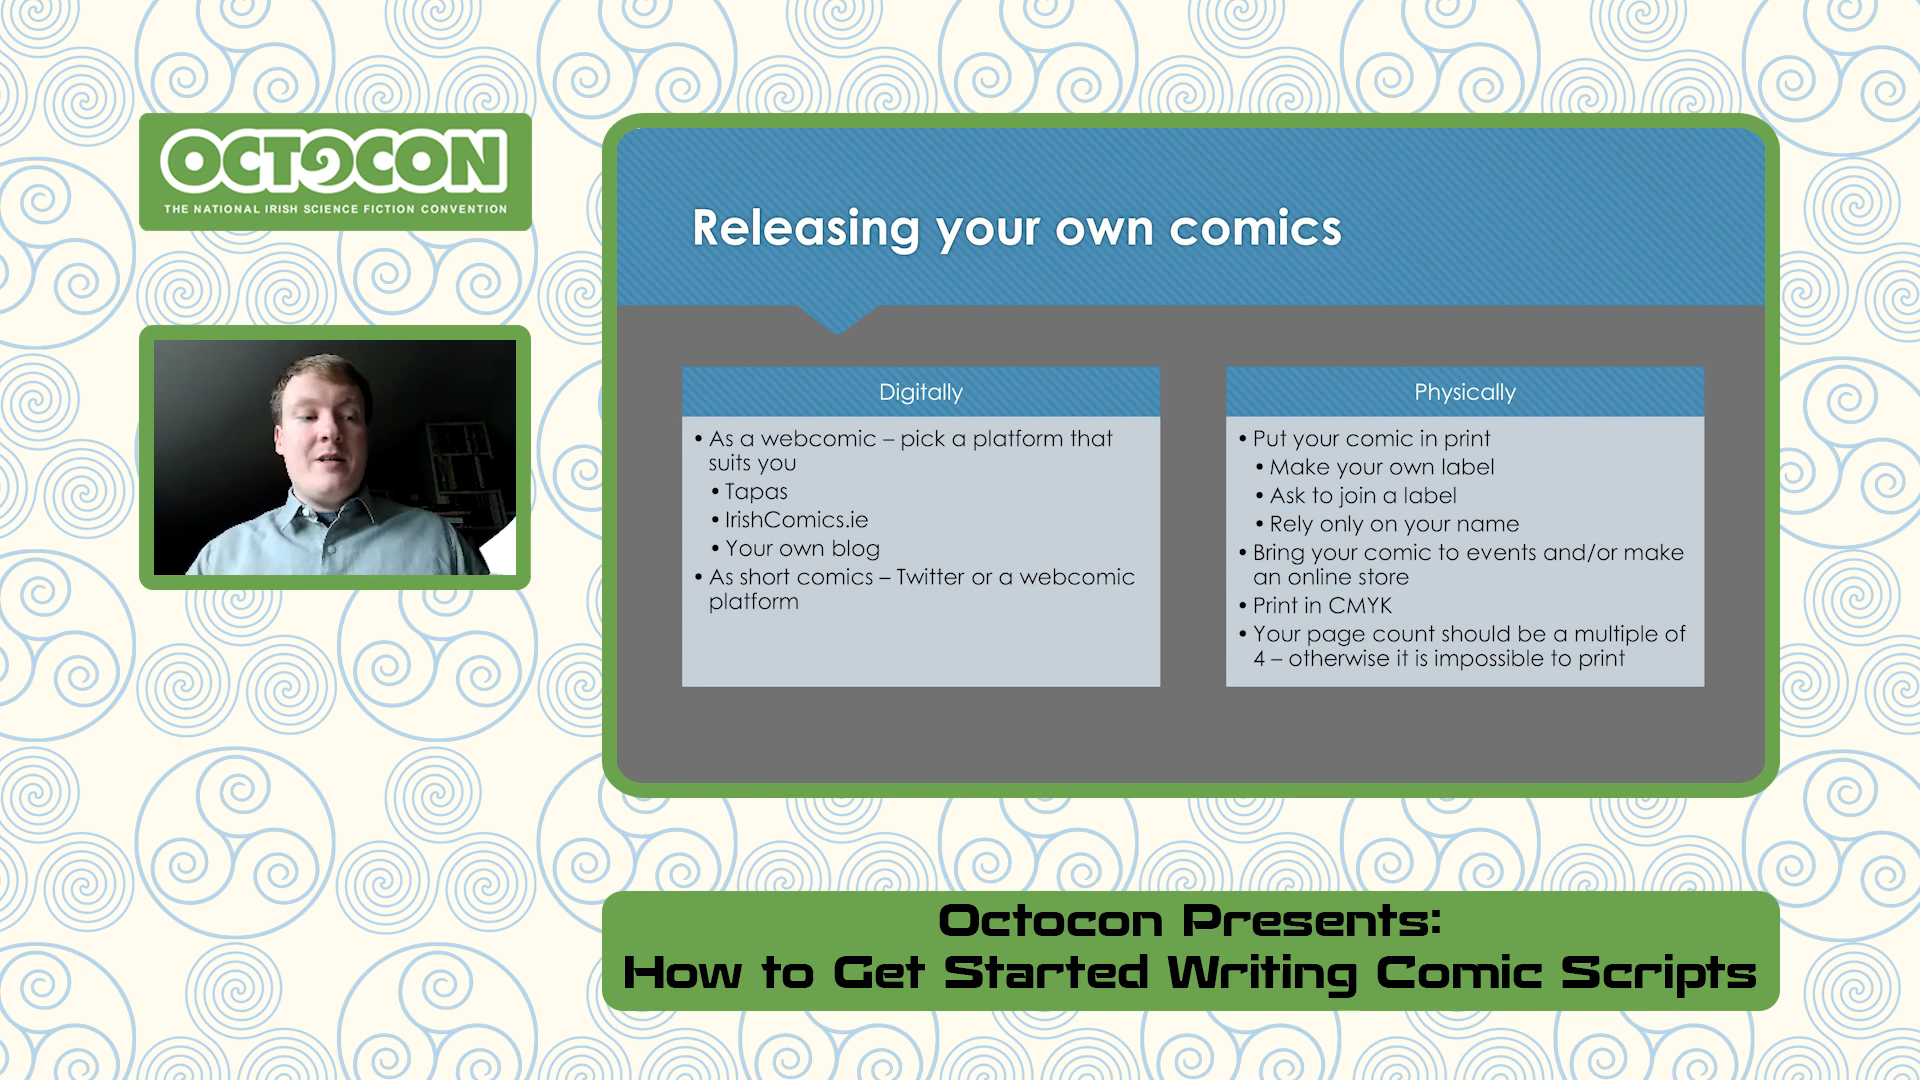 OCTOCON
THE NATIONAL IRISH SCIENCE FICTION CONVENTION
Releasing your own comics
Digitally
• As a webcomic – pick a platform that
suits you
• Tapas
• IrishComics.ie
• Your own blog
• As short comics – Twitter or a webcomic
platform
Physically
• Put your comic in print
• Make your own label
• Ask to join a label
• Rely only on your name
• Bring your comic to events and/or make
an online store
• Print in CMYK
• Your page count should be a multiple of
4 – otherwise it is impossible to print
Octocon Presents:
How to Get Started Writing Comic Scripts